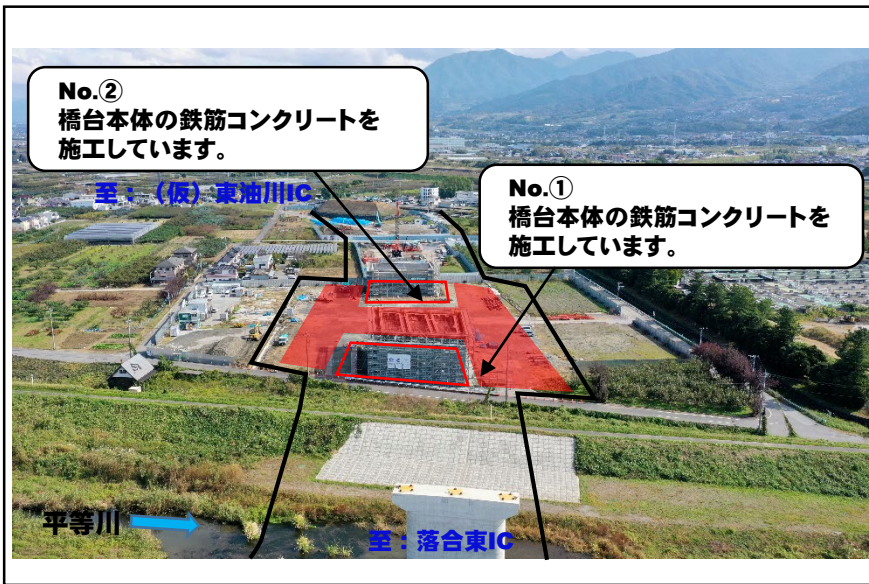 No.②
橋台本体の鉄筋コンクリートを
施工しています。
至：（仮）東油川IC
No.①
橋台本体の鉄筋コンクリートを
施工しています。
平等川
至：落合東IC